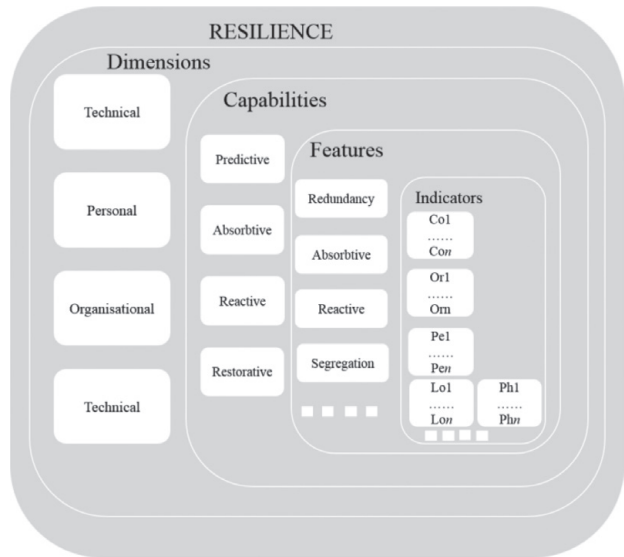 RESILIENCE
Dimensions
Technical
Personal
Organisational
Technical
Capabilities
Predictive
Absorbtive
Reactive
Restorative
Features
Redundancy
Absorbtive
Reactive
Segregation
Indicators
Co1
......
Con
Or1
......
Orn
Pe1
......
Pen
Lo1
......
Lon
Ph1
......
Phn